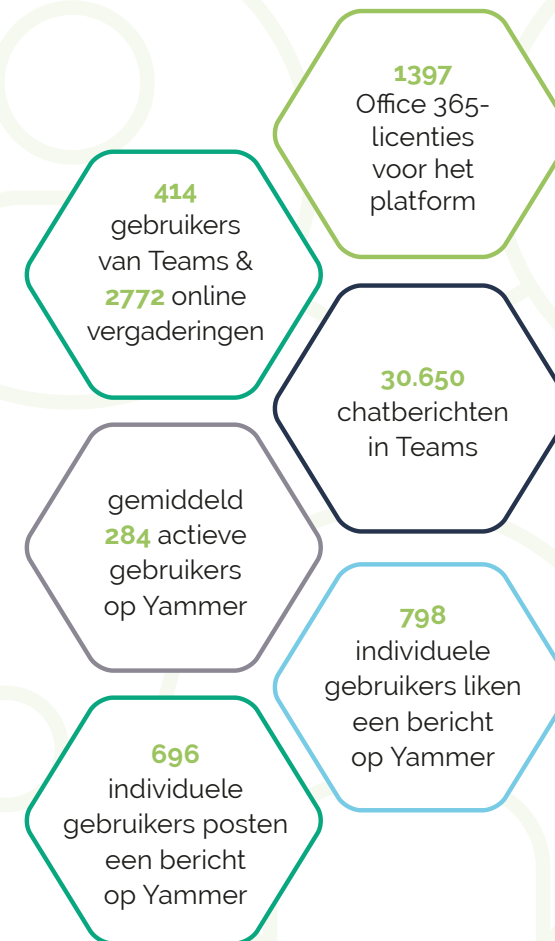 1397
Office 365-
licenties
voor het
platform
414
gebruikers
van Teams &
2772 online
vergaderingen
30.650
chatberichten
in Teams
gemiddeld
284 actieve
gebruikers
op Yammer
798
individuele
gebruikers liken
een bericht
op Yammer
696
individuele
gebruikers posten
een bericht
op Yammer